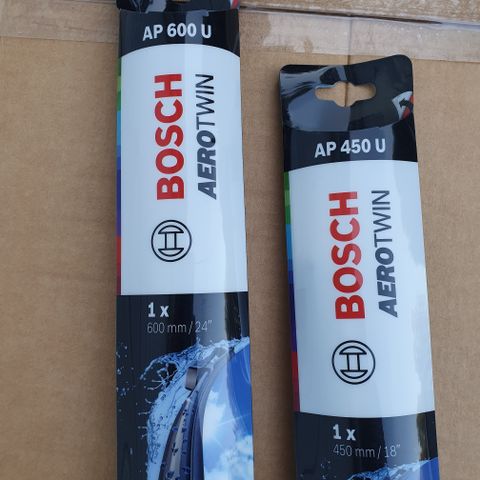 AP 600 U
BOSCH
AEROTWIN
1 x
600 mm / 24"
AP 450 U
BOSCH
AEROTWIN
1 x
450 mm / 18"